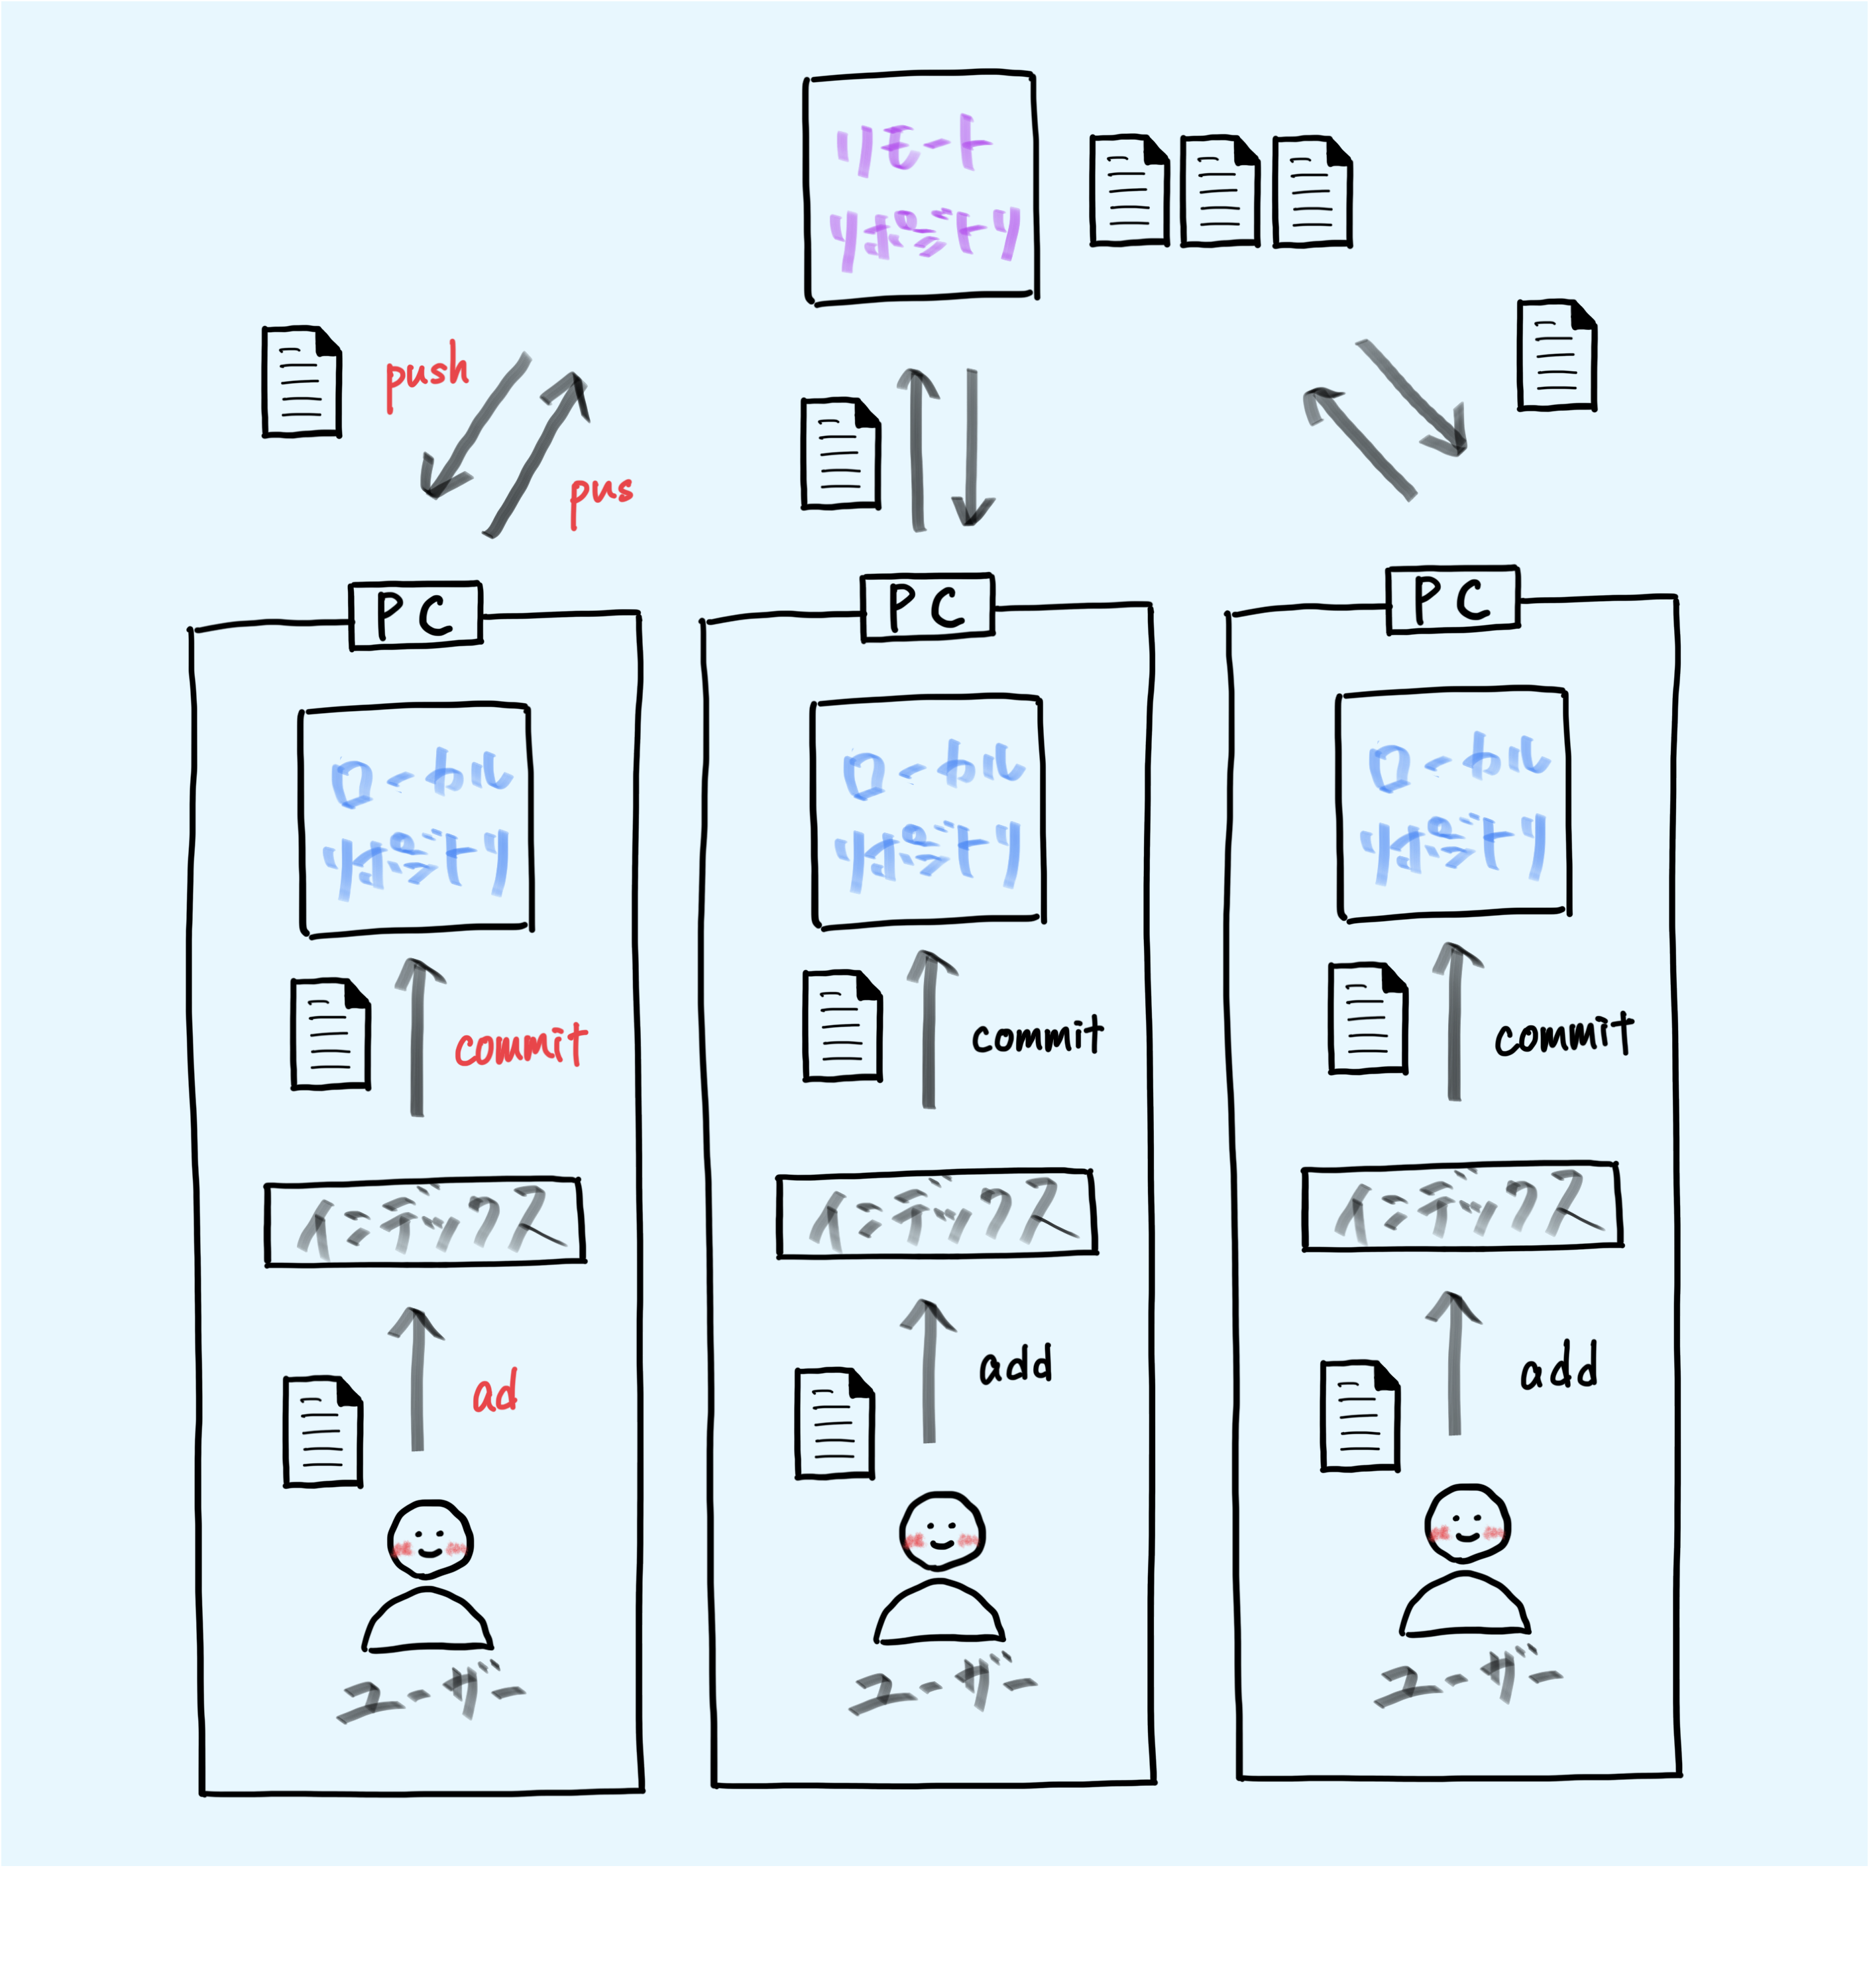 リモート
リポジトリ
push
pus
PC
ローカル
リポジトリ
commit
インデックス
ad
ユーザー
PC
ローカル
リポジトリ
commit
インデックス
add
ユーザー
PC
ローカル
リポジトリ
commit
インデックス
add
ユーザー